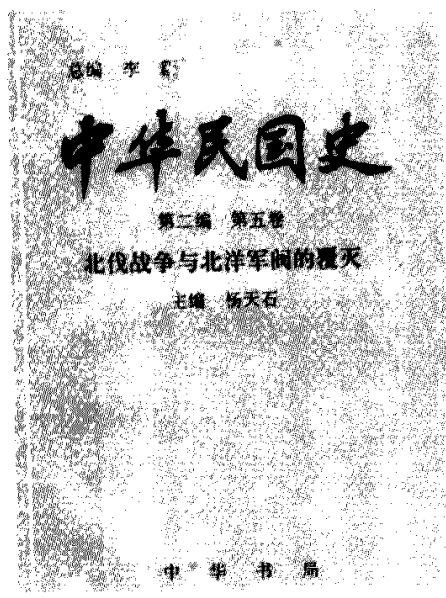 总编 李
中华民国史
第二编 第五卷
北伐战争与北洋军阀的覆灭
主编 杨天石
中华书局